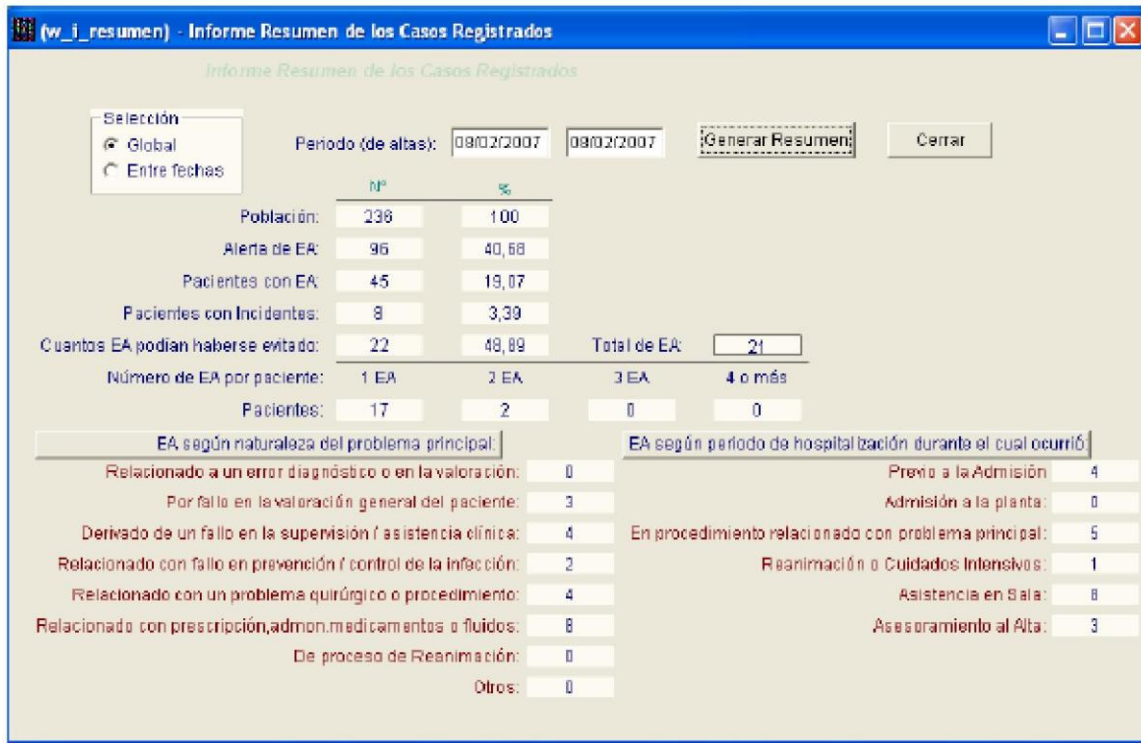 (w_i_resumen) - Informe Resumen de los Casos Registrados
Informe Resumen de los Casos Registrados
Selección
Global
Entre fechas
Periodo (de altas): 08/02/2007 08/02/2007 Generar Resumen Cerrar
Nº %
Población: 236 100
Alerta de EA: 96 40,68
Pacientes con EA: 45 19,07
Pacientes con Incidentes: 8 3,39
Cuantos EA podían haberse evitado: 22 48,89 Total de EA: 21
Número de EA por paciente: 1 EA 2 EA 3 EA 4 o más
Pacientes: 17 2 0 0
EA según naturaleza del problema principal: EA según periodo de hospitalización durante el cual ocurrió:
Relacionado a un error diagnóstico o en la valoración: 0 Previo a la Admisión 4
Por fallo en la valoración general del paciente: 3 Admisión a la planta: 0
Derivado de un fallo en la supervisión / asistencia clínica: 4 En procedimiento relacionado con problema principal: 5
Relacionado con fallo en prevención / control de la infección: 2 Reanimación o Cuidados Intensivos: 1
Relacionado con un problema quirúrgico o procedimiento: 4 Asistencia en Sala: 8
Relacionado con prescripción,admon.medicamentos o fluidos: 8 Asesoramiento al Alta: 3
De proceso de Reanimación: 0
Otros: 0